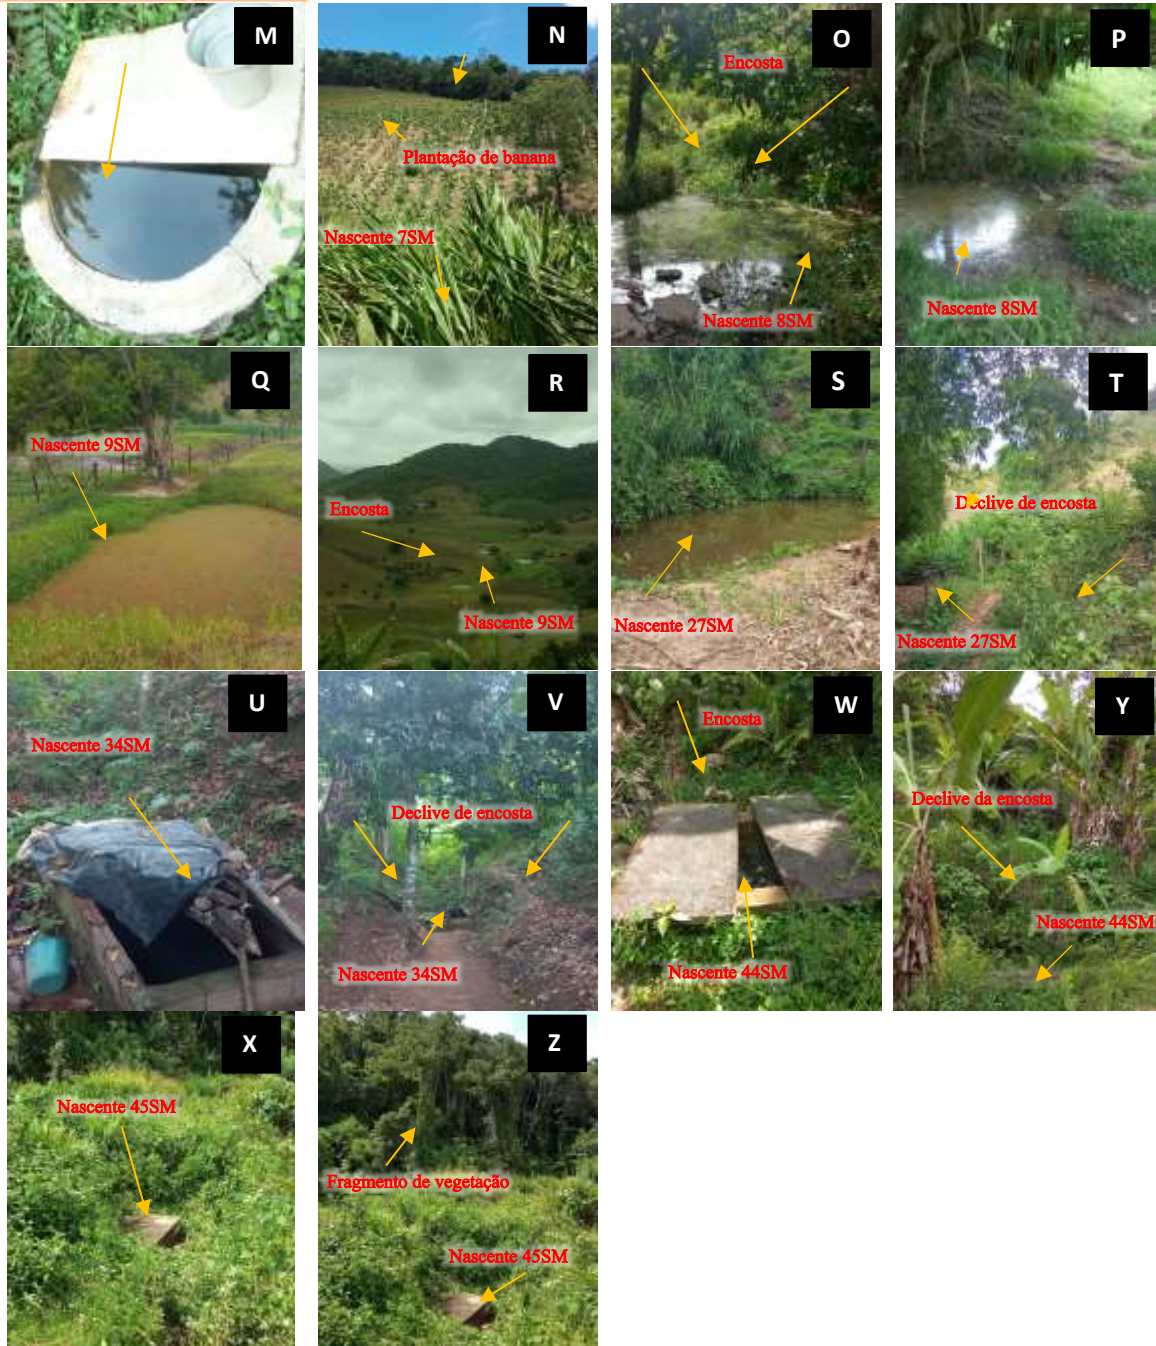 M
N
Plantação de banana
Nascente 7SM
O
Encosta
Nascente 8SM
P
Nascente 8SM
Q
Nascente 9SM
R
Encosta
Nascente 9SM
S
Nascente 27SM
T
Declive de encosta
Nascente 27SM
U
Nascente 34SM
V
Declive de encosta
Nascente 34SM
W
Encosta
Nascente 44SM
Y
Declive da encosta
Nascente 44SM
X
Nascente 45SM
Z
Fragmento de vegetação
Nascente 45SM